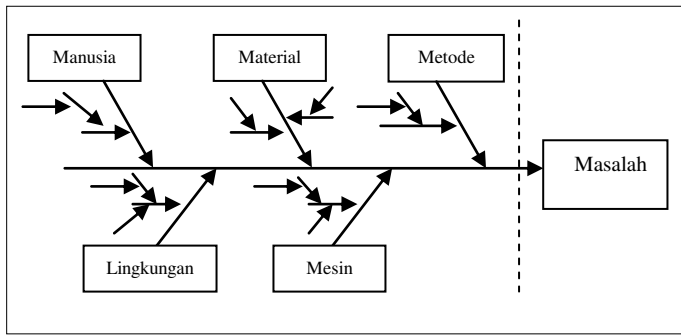 Manusia
Material
Metode
Masalah
Lingkungan
Mesin